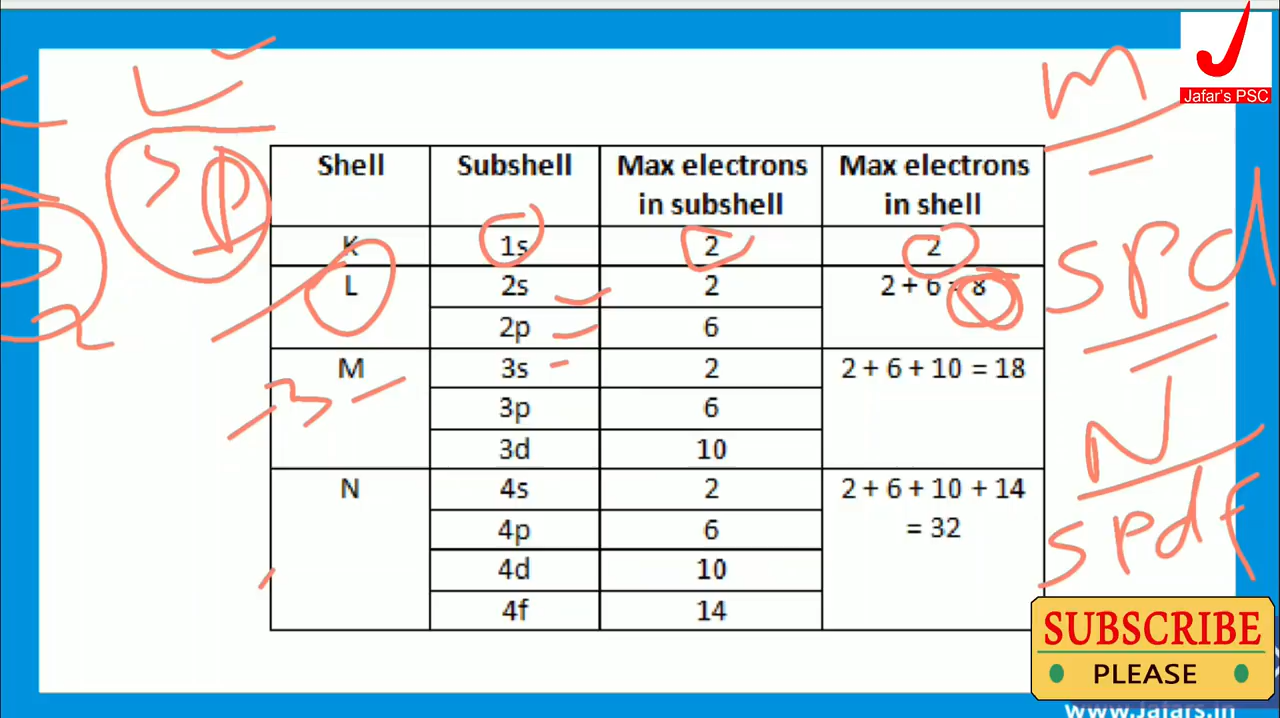 J
Jafar's PSC
L
s p
2
m
spd
N
spdf
3
Shell Subshell Max electrons in subshell Max electrons in shell
K 1s 2 2
L 2s 2 2 + 6 = 8
2p 6
M 3s 2 2 + 6 + 10 = 18
3p 6
3d 10
N 4s 2 2 + 6 + 10 + 14
4p 6 = 32
4d 10
4f 14
SUBSCRIBE
PLEASE
www.Jafars.in